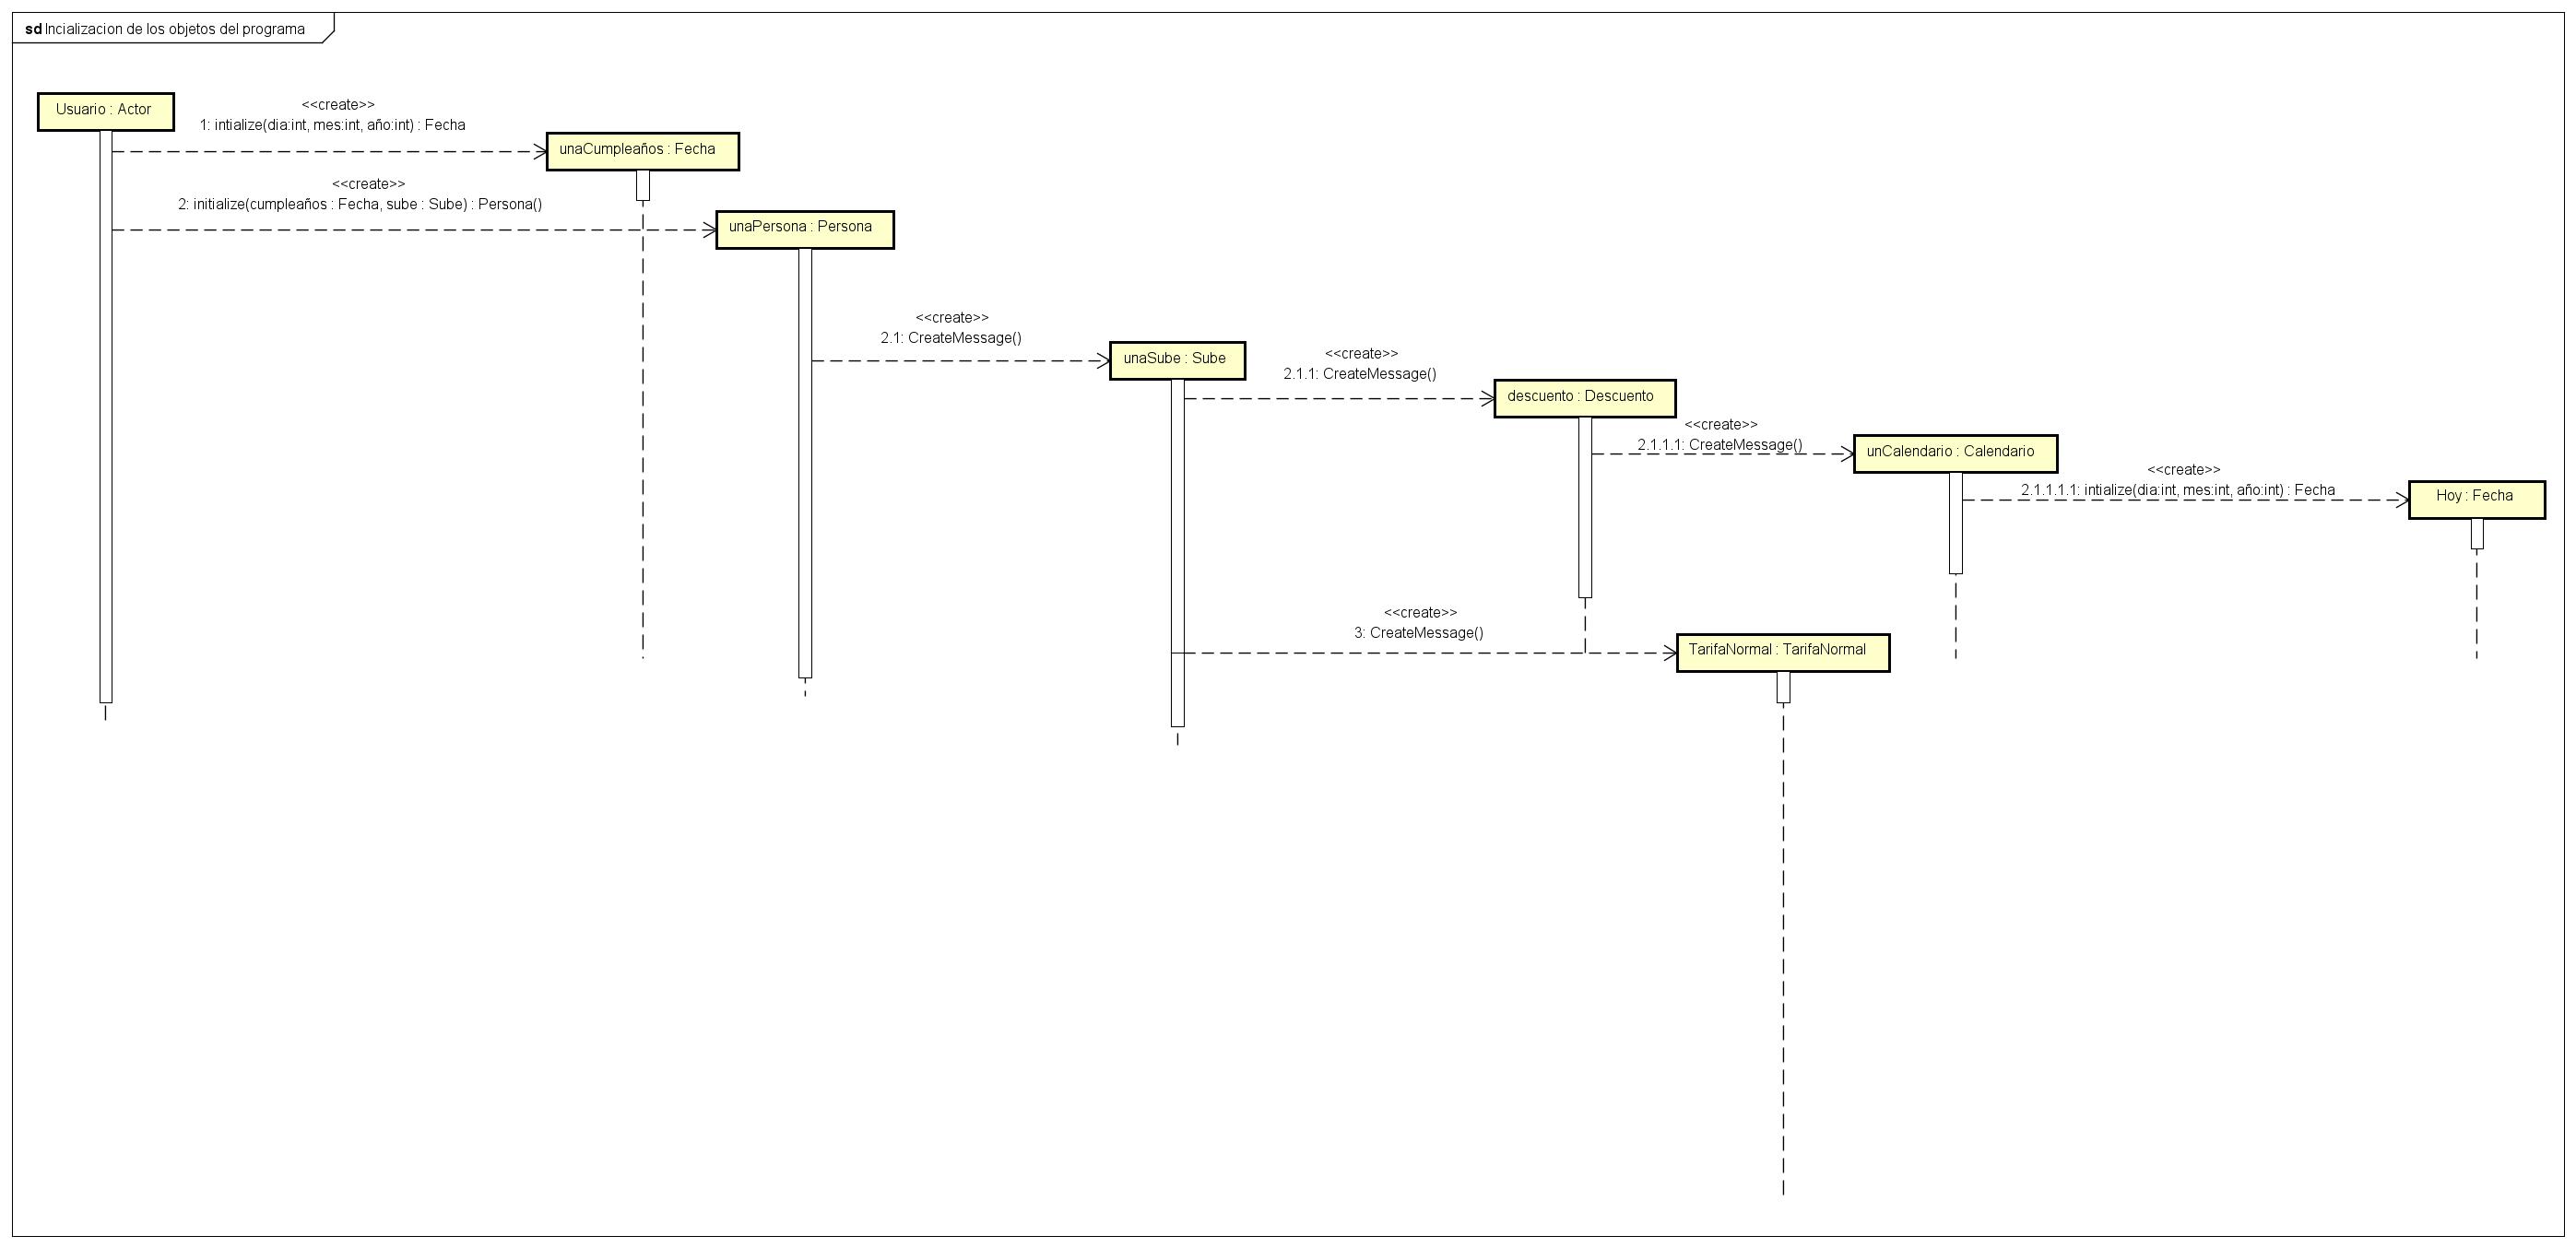 sd Incializacion de los objetos del programa
Usuario : Actor
<<create>>
1: intialize(dia:int, mes:int, año:int) : Fecha
unaCumpleaños : Fecha
<<create>>
2: initialize(cumpleaños : Fecha, sube : Sube) : Persona()
unaPersona : Persona
<<create>>
2.1: CreateMessage()
unaSube : Sube
<<create>>
2.1.1: CreateMessage()
descuento : Descuento
<<create>>
2.1.1.1: CreateMessage()
unCalendario : Calendario
<<create>>
2.1.1.1.1: intialize(dia:int, mes:int, año:int) : Fecha
Hoy : Fecha
<<create>>
3: CreateMessage()
TarifaNormal : TarifaNormal